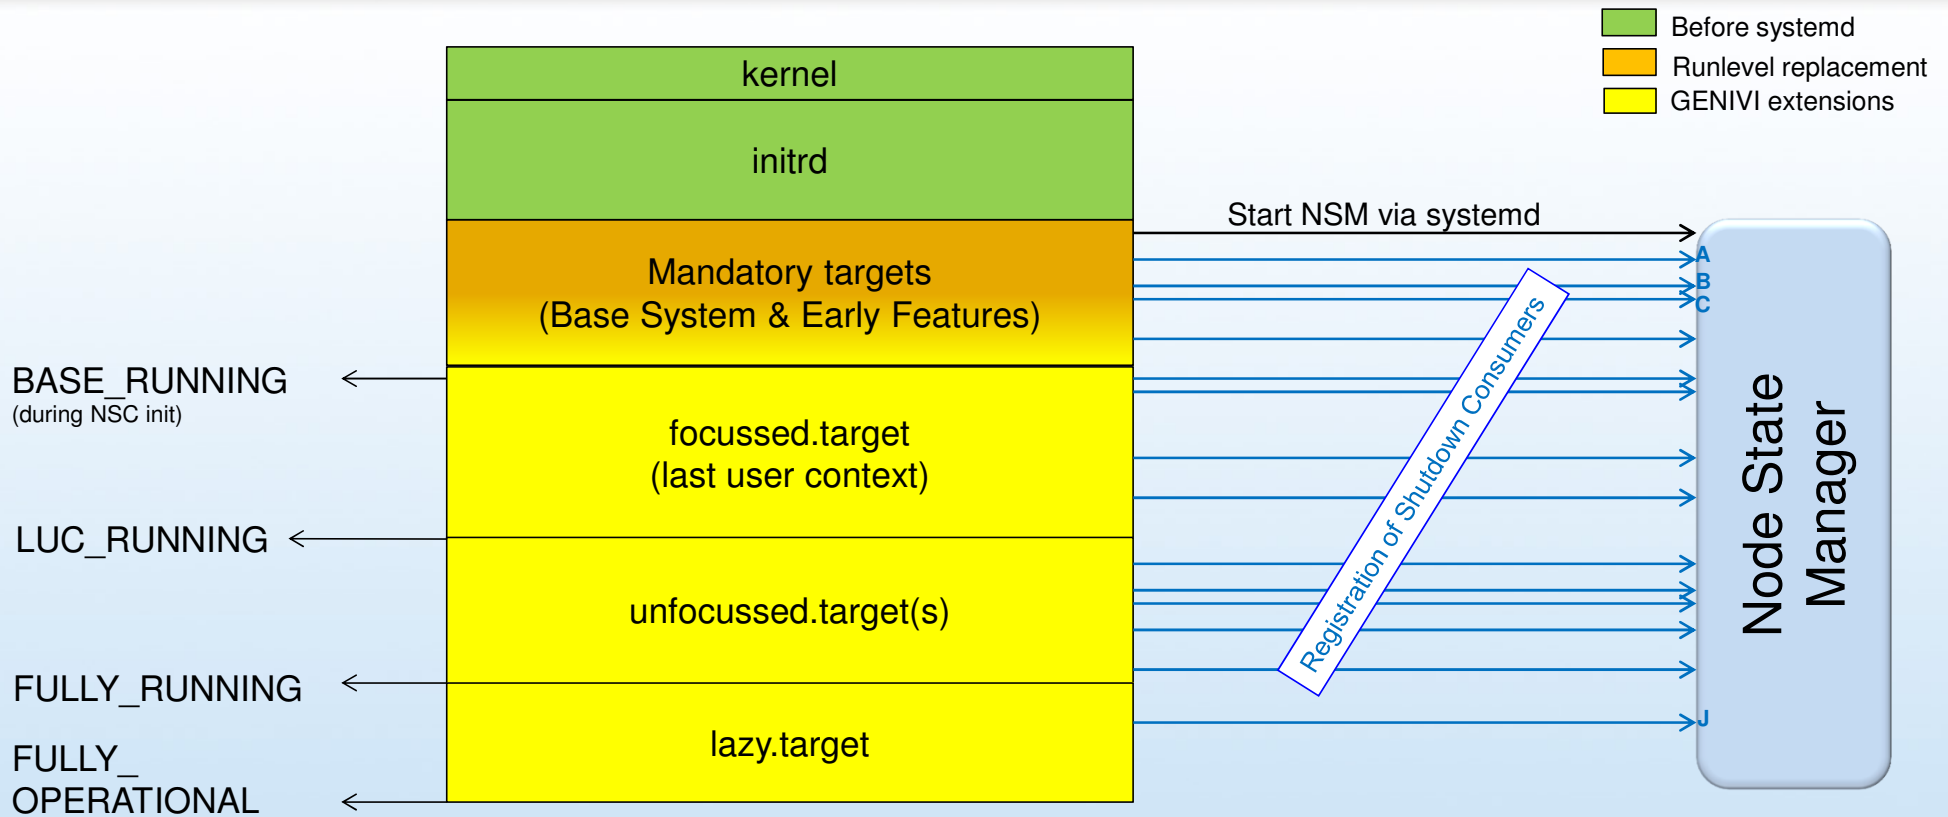 Before systemd
Runlevel replacement
GENIVI extensions
kernel
initrd
Start NSM via systemd
Mandatory targets
(Base System & Early Features)
A
B
C
BASE_RUNNING
(during NSC init)
focussed.target
(last user context)
Registration of Shutdown Consumers
Node State
Manager
LUC_RUNNING
unfocussed.target(s)
FULLY_RUNNING
J
lazy.target
FULLY_
OPERATIONAL